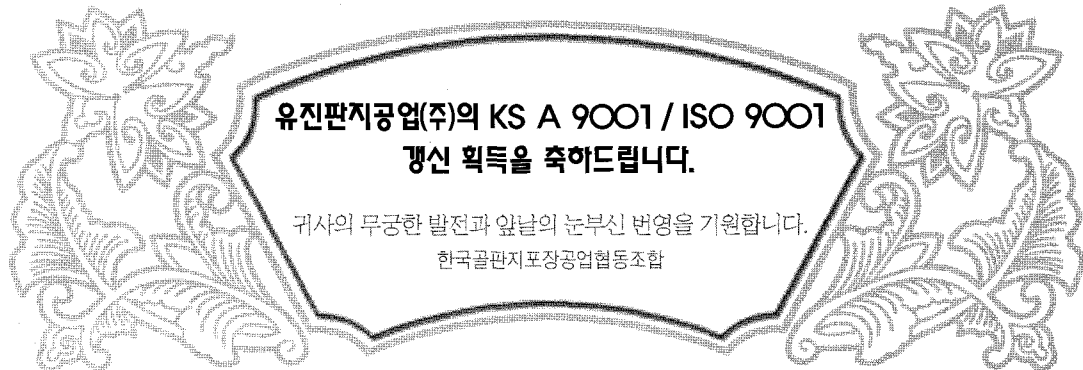 유진판지공업(주)의 KS A 9001 / ISO 9001
갱신 획득을 축하드립니다.
귀사의 무궁한 발전과 앞날의 눈부신 번영을 기원합니다.
한국골판지포장공업협동조합